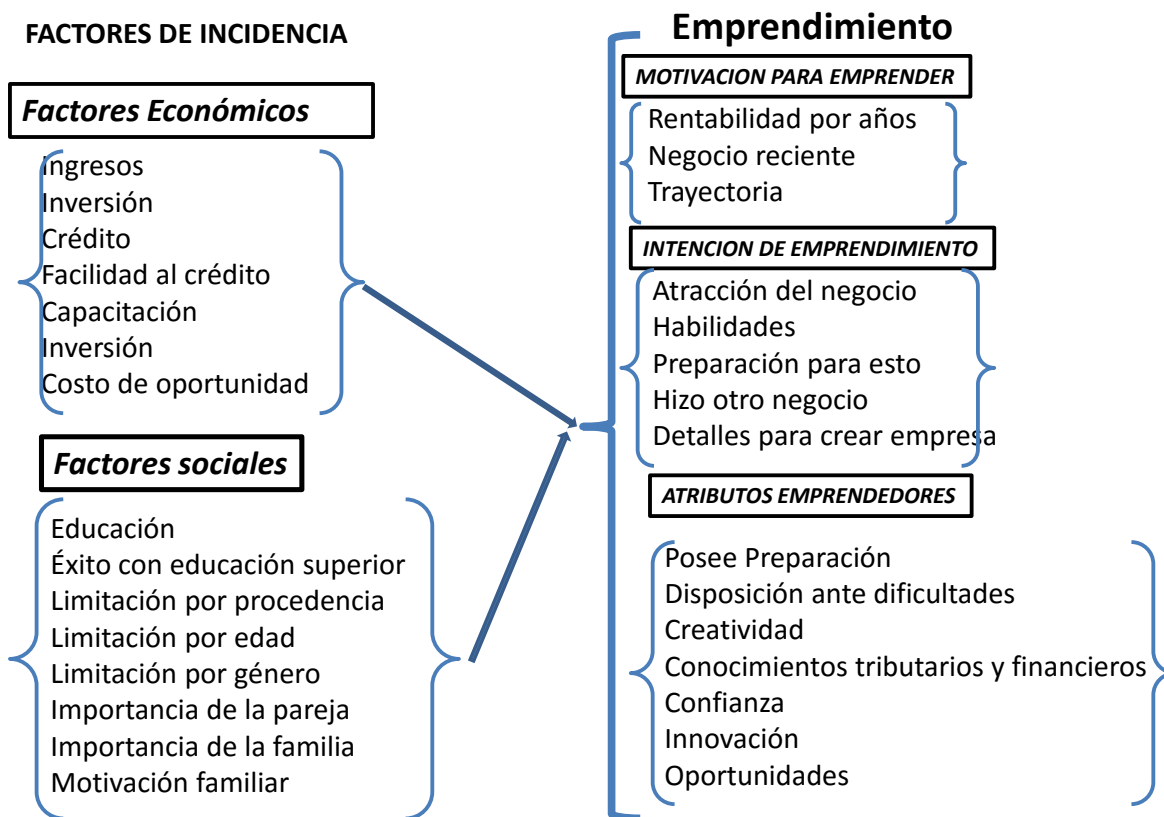 FACTORES DE INCIDENCIA
Factores Económicos
Ingresos
Inversión
Crédito
Facilidad al crédito
Capacitación
Inversión
Costo de oportunidad
Factores sociales
Educación
Éxito con educación superior
Limitación por procedencia
Limitación por edad
Limitación por género
Importancia de la pareja
Importancia de la familia
Motivación familiar
Emprendimiento
MOTIVACION PARA EMPRENDER
Rentabilidad por años
Negocio reciente
Trayectoria
INTENCION DE EMPRENDIMIENTO
Atracción del negocio
Habilidades
Preparación para esto
Hizo otro negocio
Detalles para crear empresa
ATRIBUTOS EMPRENDEDORES
Posee Preparación
Disposición ante dificultades
Creatividad
Conocimientos tributarios y financieros
Confianza
Innovación
Oportunidades